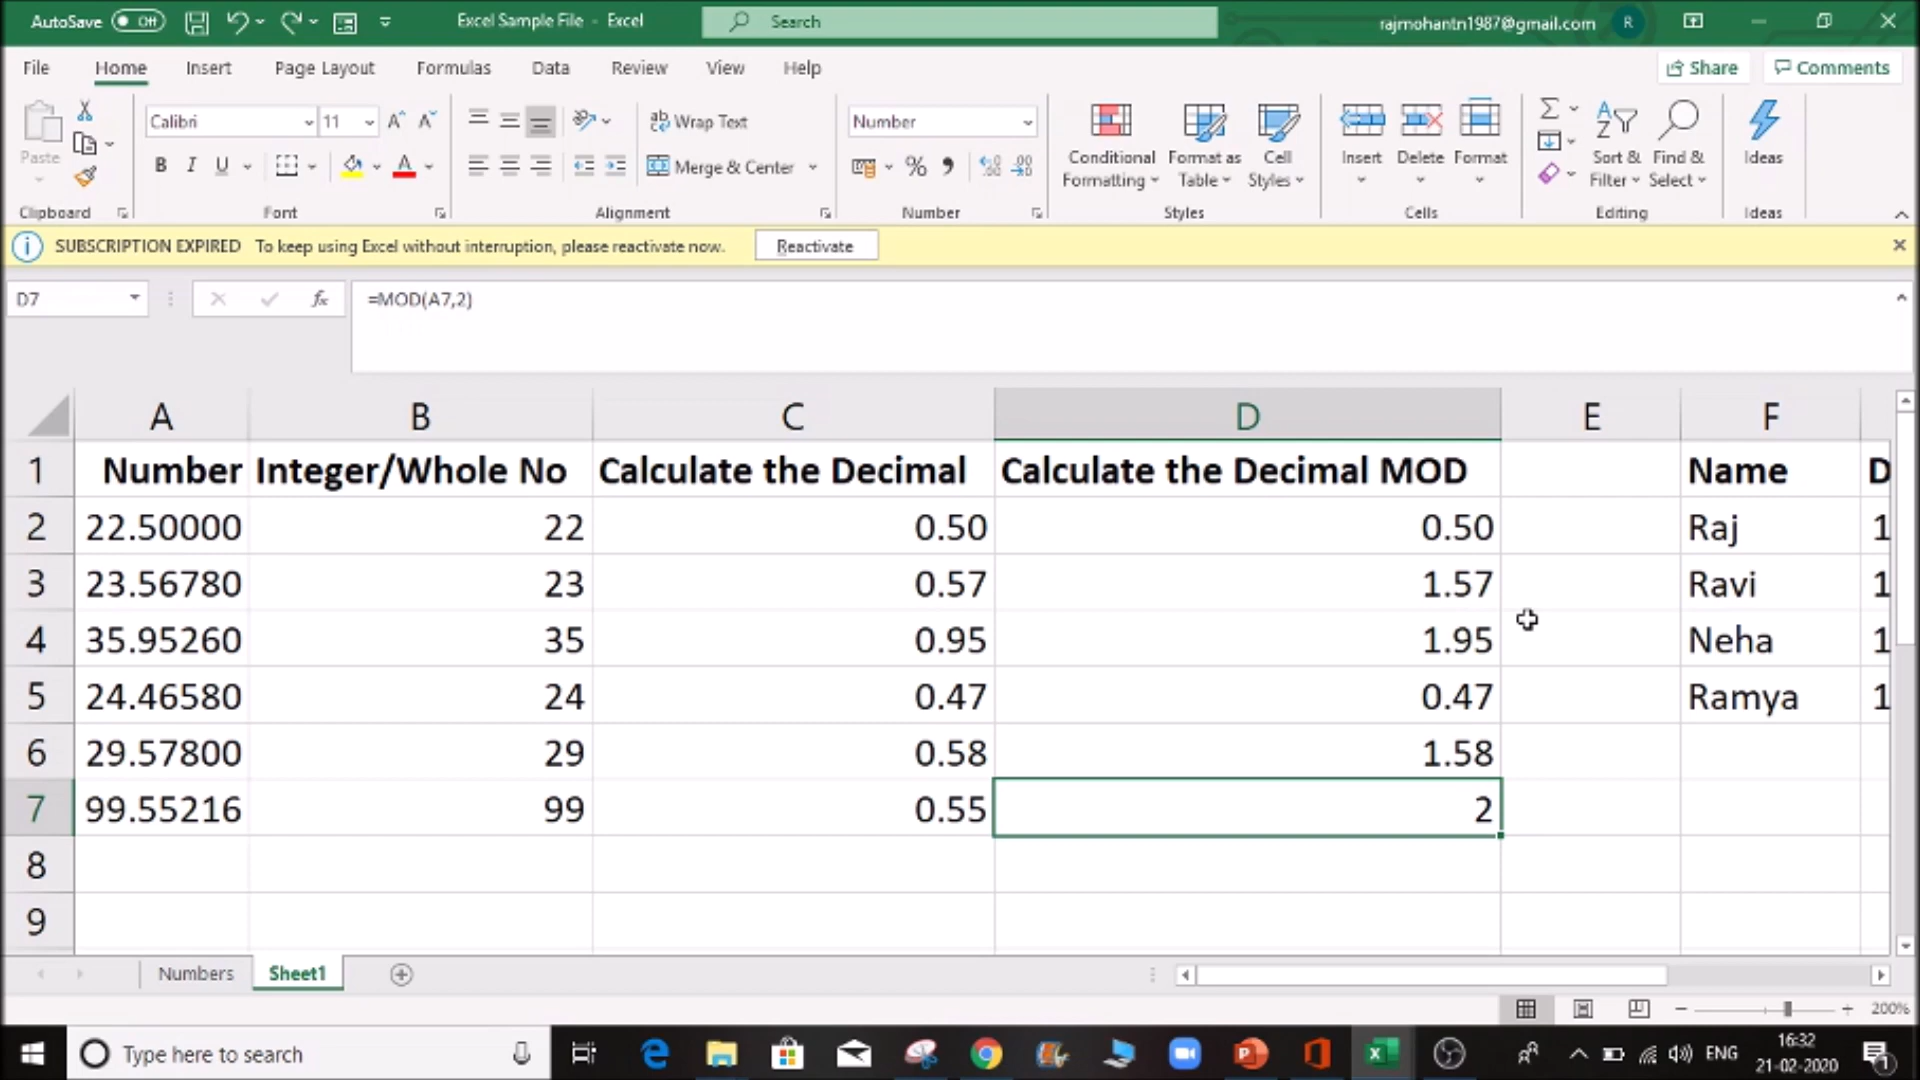 AutoSave Off Excel Sample File - Excel Search rajmohantn1987@gmail.com R
File Home Insert Page Layout Formulas Data Review View Help Share Comments
Paste Calibri 11 Wrap Text Number Conditional Formatting Format as Table Cell Styles Insert Delete Format Sort & Filter Find & Select Ideas
B I U A Merge & Center %
Clipboard Font Alignment Number Styles Cells Editing Ideas
SUBSCRIPTION EXPIRED To keep using Excel without interruption, please reactivate now. Reactivate
D7 fx =MOD(A7,2)
A B C D E F
1 Number Integer/Whole No Calculate the Decimal Calculate the Decimal MOD Name D
2 22.50000 22 0.50 0.50 Raj 1
3 23.56780 23 0.57 1.57 Ravi 1
4 35.95260 35 0.95 1.95 Neha 1
5 24.46580 24 0.47 0.47 Ramya 1
6 29.57800 29 0.58 1.58
7 99.55216 99 0.55 2
8
9
Numbers Sheet1
200%
Type here to search ENG 16:32
21-02-2020 1